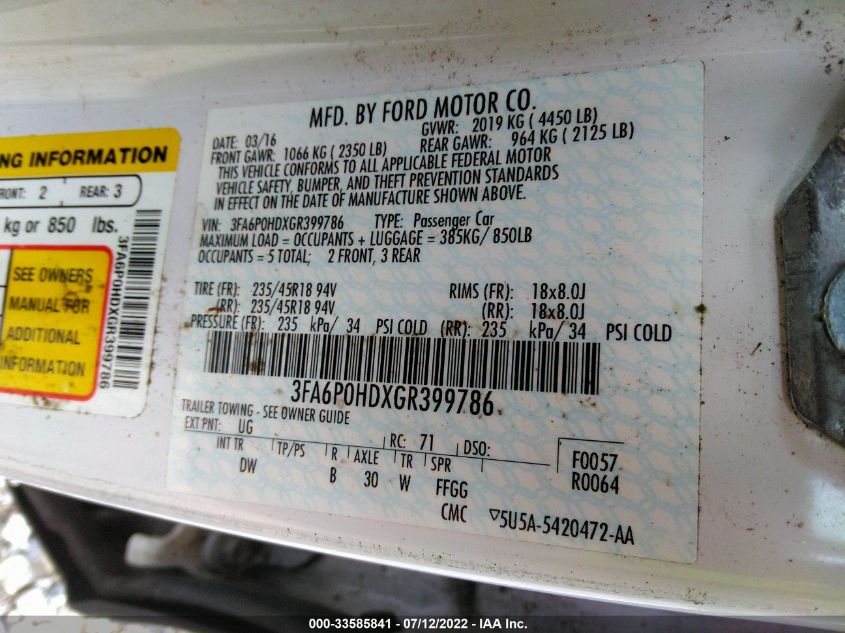 MFD. BY FORD MOTOR CO.
DATE: 03/16
GVWR: 2019 KG ( 4450 LB)
FRONT GAWR: 1066 KG ( 2350 LB)
REAR GAWR: 964 KG ( 2125 LB)
THIS VEHICLE CONFORMS TO ALL APPLICABLE FEDERAL MOTOR
VEHICLE SAFETY, BUMPER, AND THEFT PREVENTION STANDARDS
IN EFFECT ON THE DATE OF MANUFACTURE SHOWN ABOVE.
VIN: 3FA6P0HDXGR399786 TYPE: Passenger Car
MAXIMUM LOAD = OCCUPANTS + LUGGAGE = 385KG/ 850LB
OCCUPANTS = 5 TOTAL; 2 FRONT, 3 REAR
TIRE (FR): 235/45R18 94V RIMS (FR): 18x8.0J
(RR): 235/45R18 94V (RR): 18x8.0J
PRESSURE (FR): 235 kPa/ 34 PSI COLD (RR): 235 kPa/ 34 PSI COLD
3FA6P0HDXGR399786
TRAILER TOWING - SEE OWNER GUIDE
EXT PNT: UG RC: 71 DSO:
INT TR TP/PS R AXLE TR SPR
DW B 30 W FFGG
F0057
R0064
CMC ▽5U5A-5420472-AA
NG INFORMATION
FRONT: 2 REAR: 3
kg or 850 lbs.
SEE OWNERS
MANUAL FOR
ADDITIONAL
INFORMATION
3FA6P0HDXGR399786
000-33585841 - 07/12/2022 - IAA Inc.